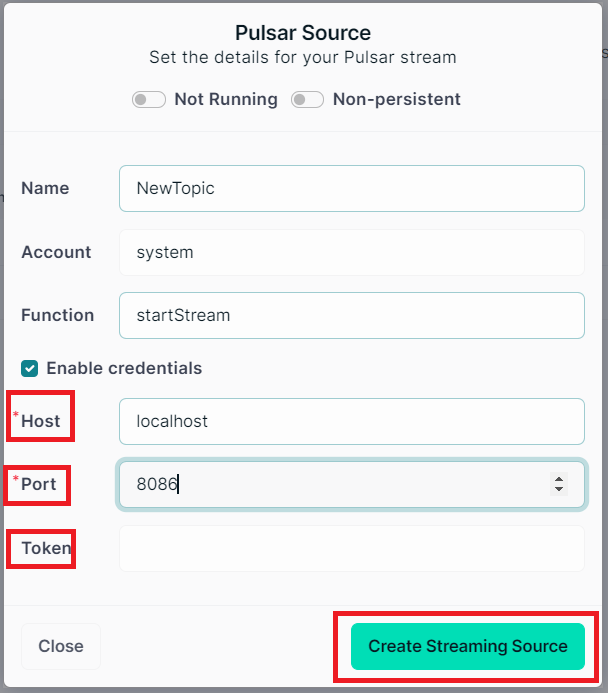 Pulsar Source
Set the details for your Pulsar stream
Not Running Non-persistent
Name NewTopic
Account system
Function startStream
Enable credentials
*Host localhost
*Port 8086
Token
Close Create Streaming Source